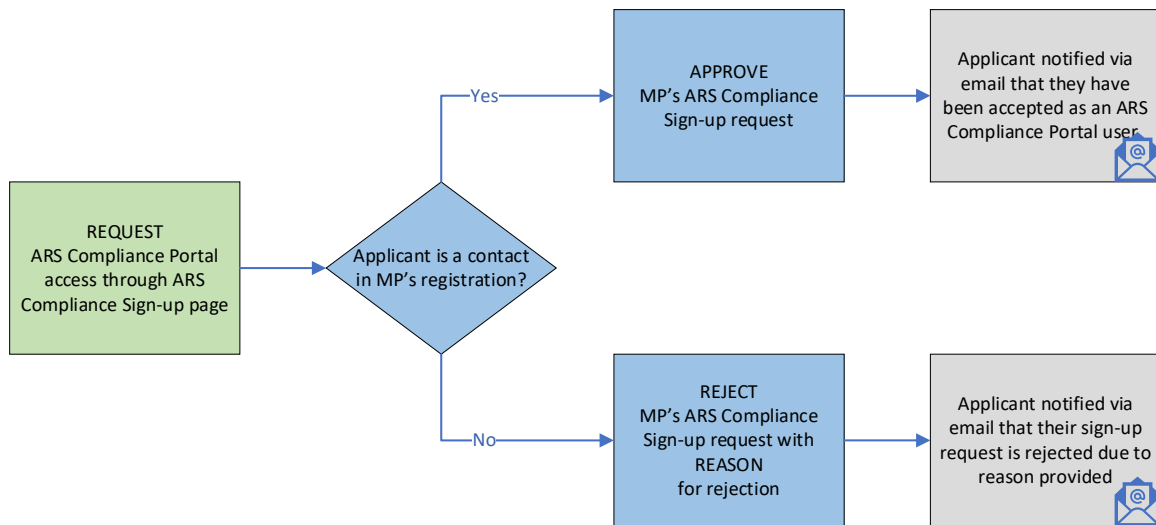 REQUEST
ARS Compliance Portal
access through ARS
Compliance Sign-up page
Applicant is a contact
in MP's registration?
Yes
APPROVE
MP's ARS Compliance
Sign-up request
Applicant notified via
email that they have
been accepted as an ARS
Compliance Portal user
@
No
REJECT
MP's ARS Compliance
Sign-up request with
REASON
for rejection
Applicant notified via
email that their sign-up
request is rejected due to
reason provided
@